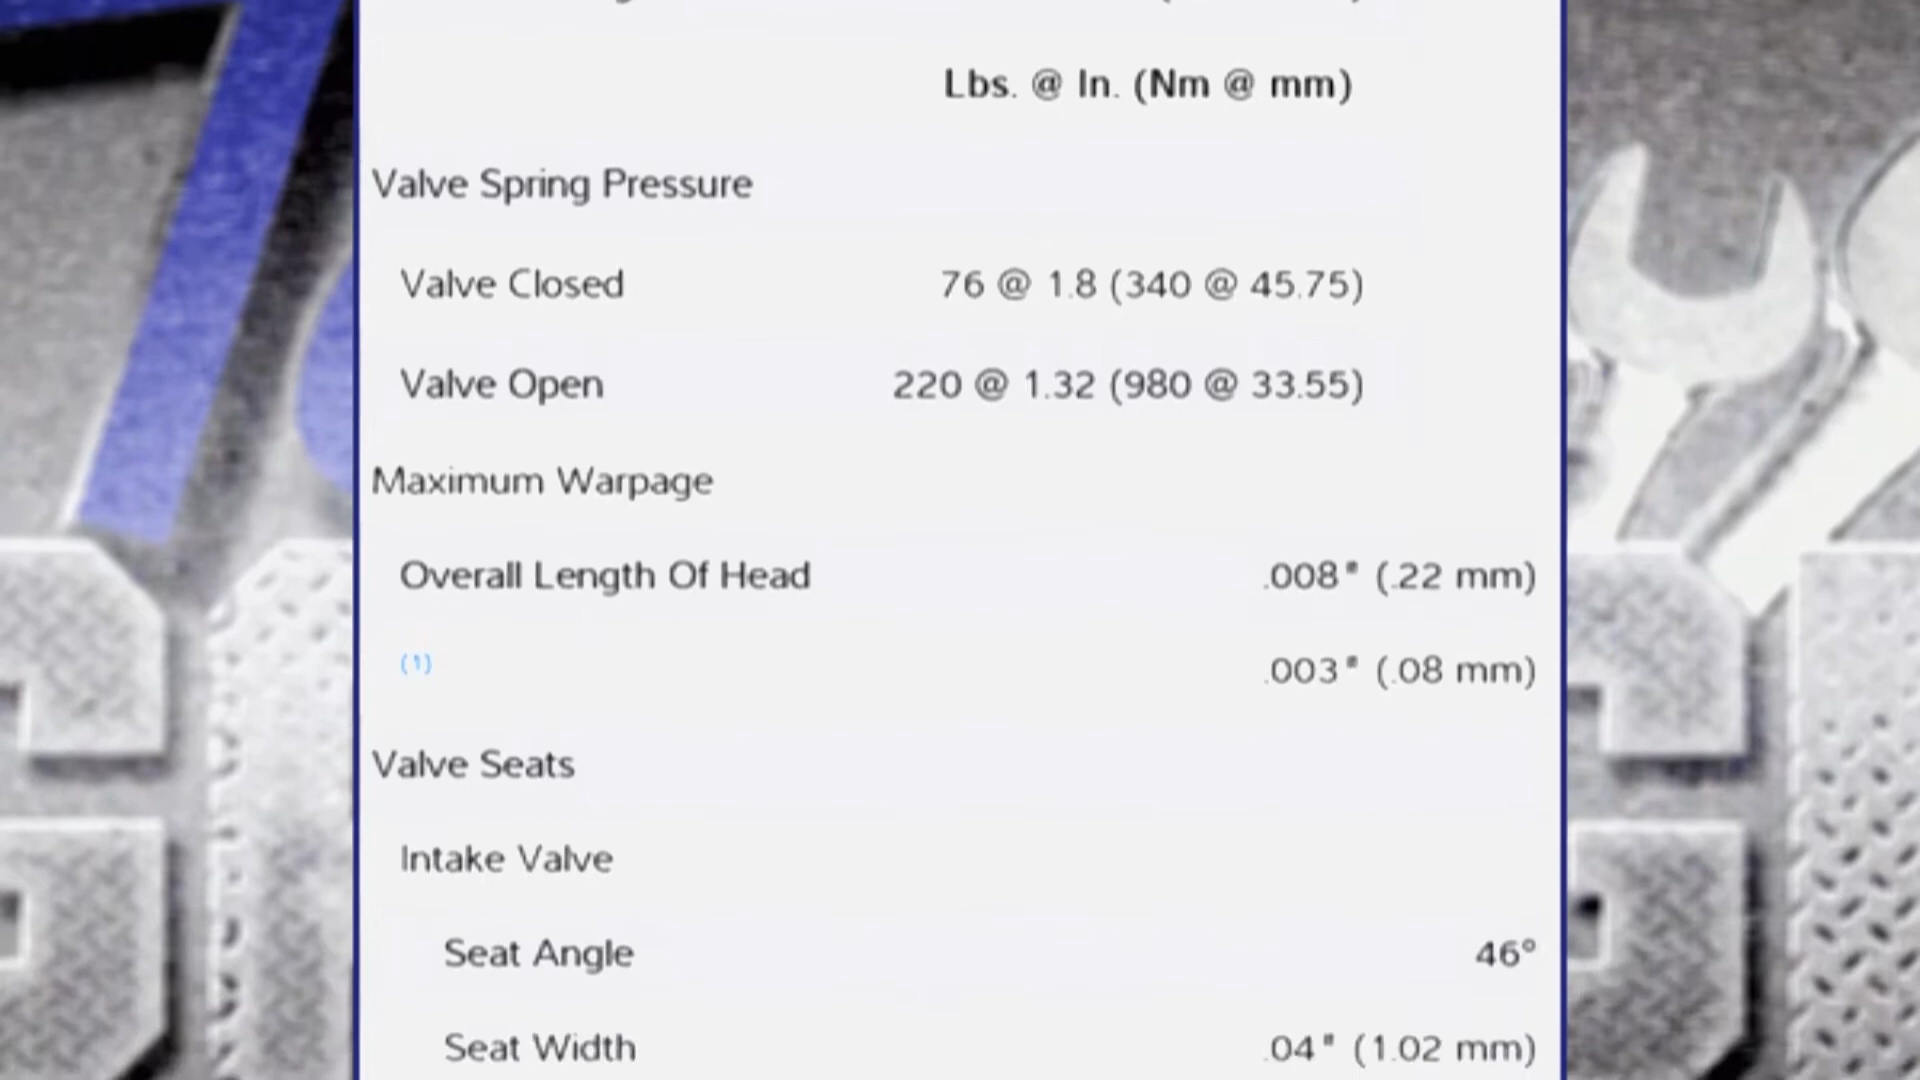 Lbs. @ In. (Nm @ mm)
Valve Spring Pressure
Valve Closed 76 @ 1.8 (340 @ 45.75)
Valve Open 220 @ 1.32 (980 @ 33.55)
Maximum Warpage
Overall Length Of Head .008" (.22 mm)
(1) .003" (.08 mm)
Valve Seats
Intake Valve
Seat Angle 46°
Seat Width .04" (1.02 mm)